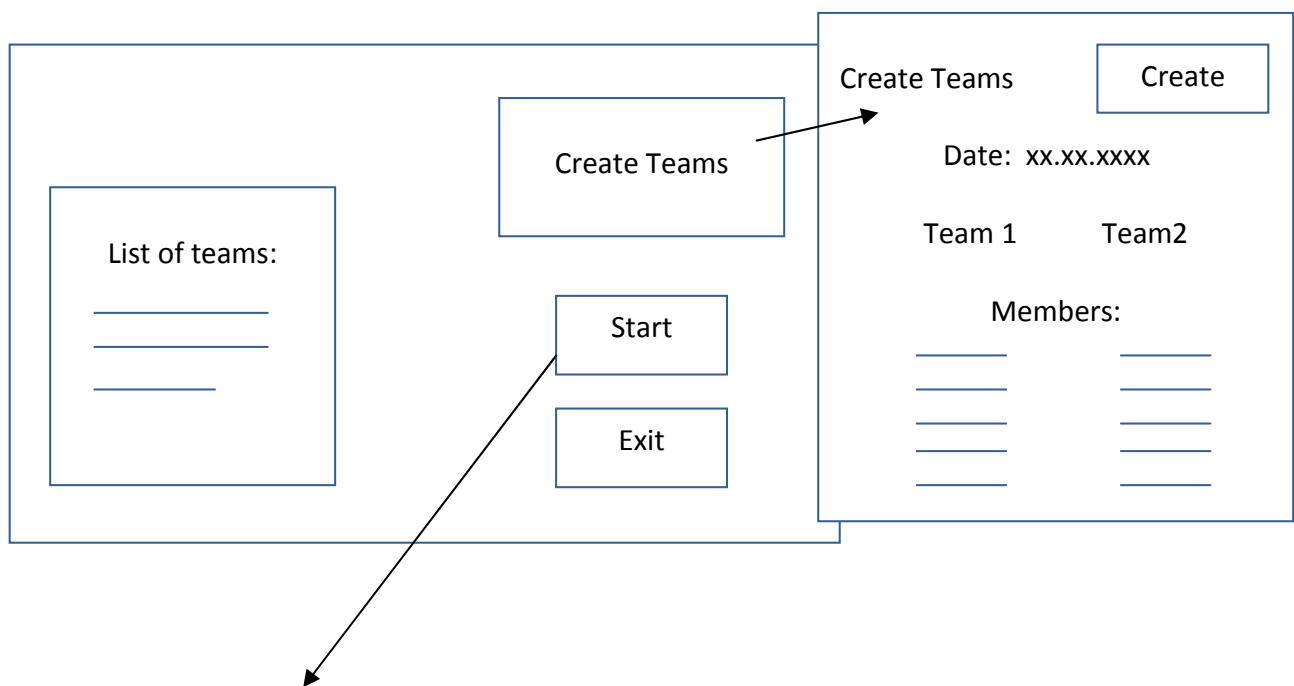 Create Teams
List of teams:
Start
Exit
Create Teams
Create
Date: xx.xx.xxxx
Team 1
Team2
Members: